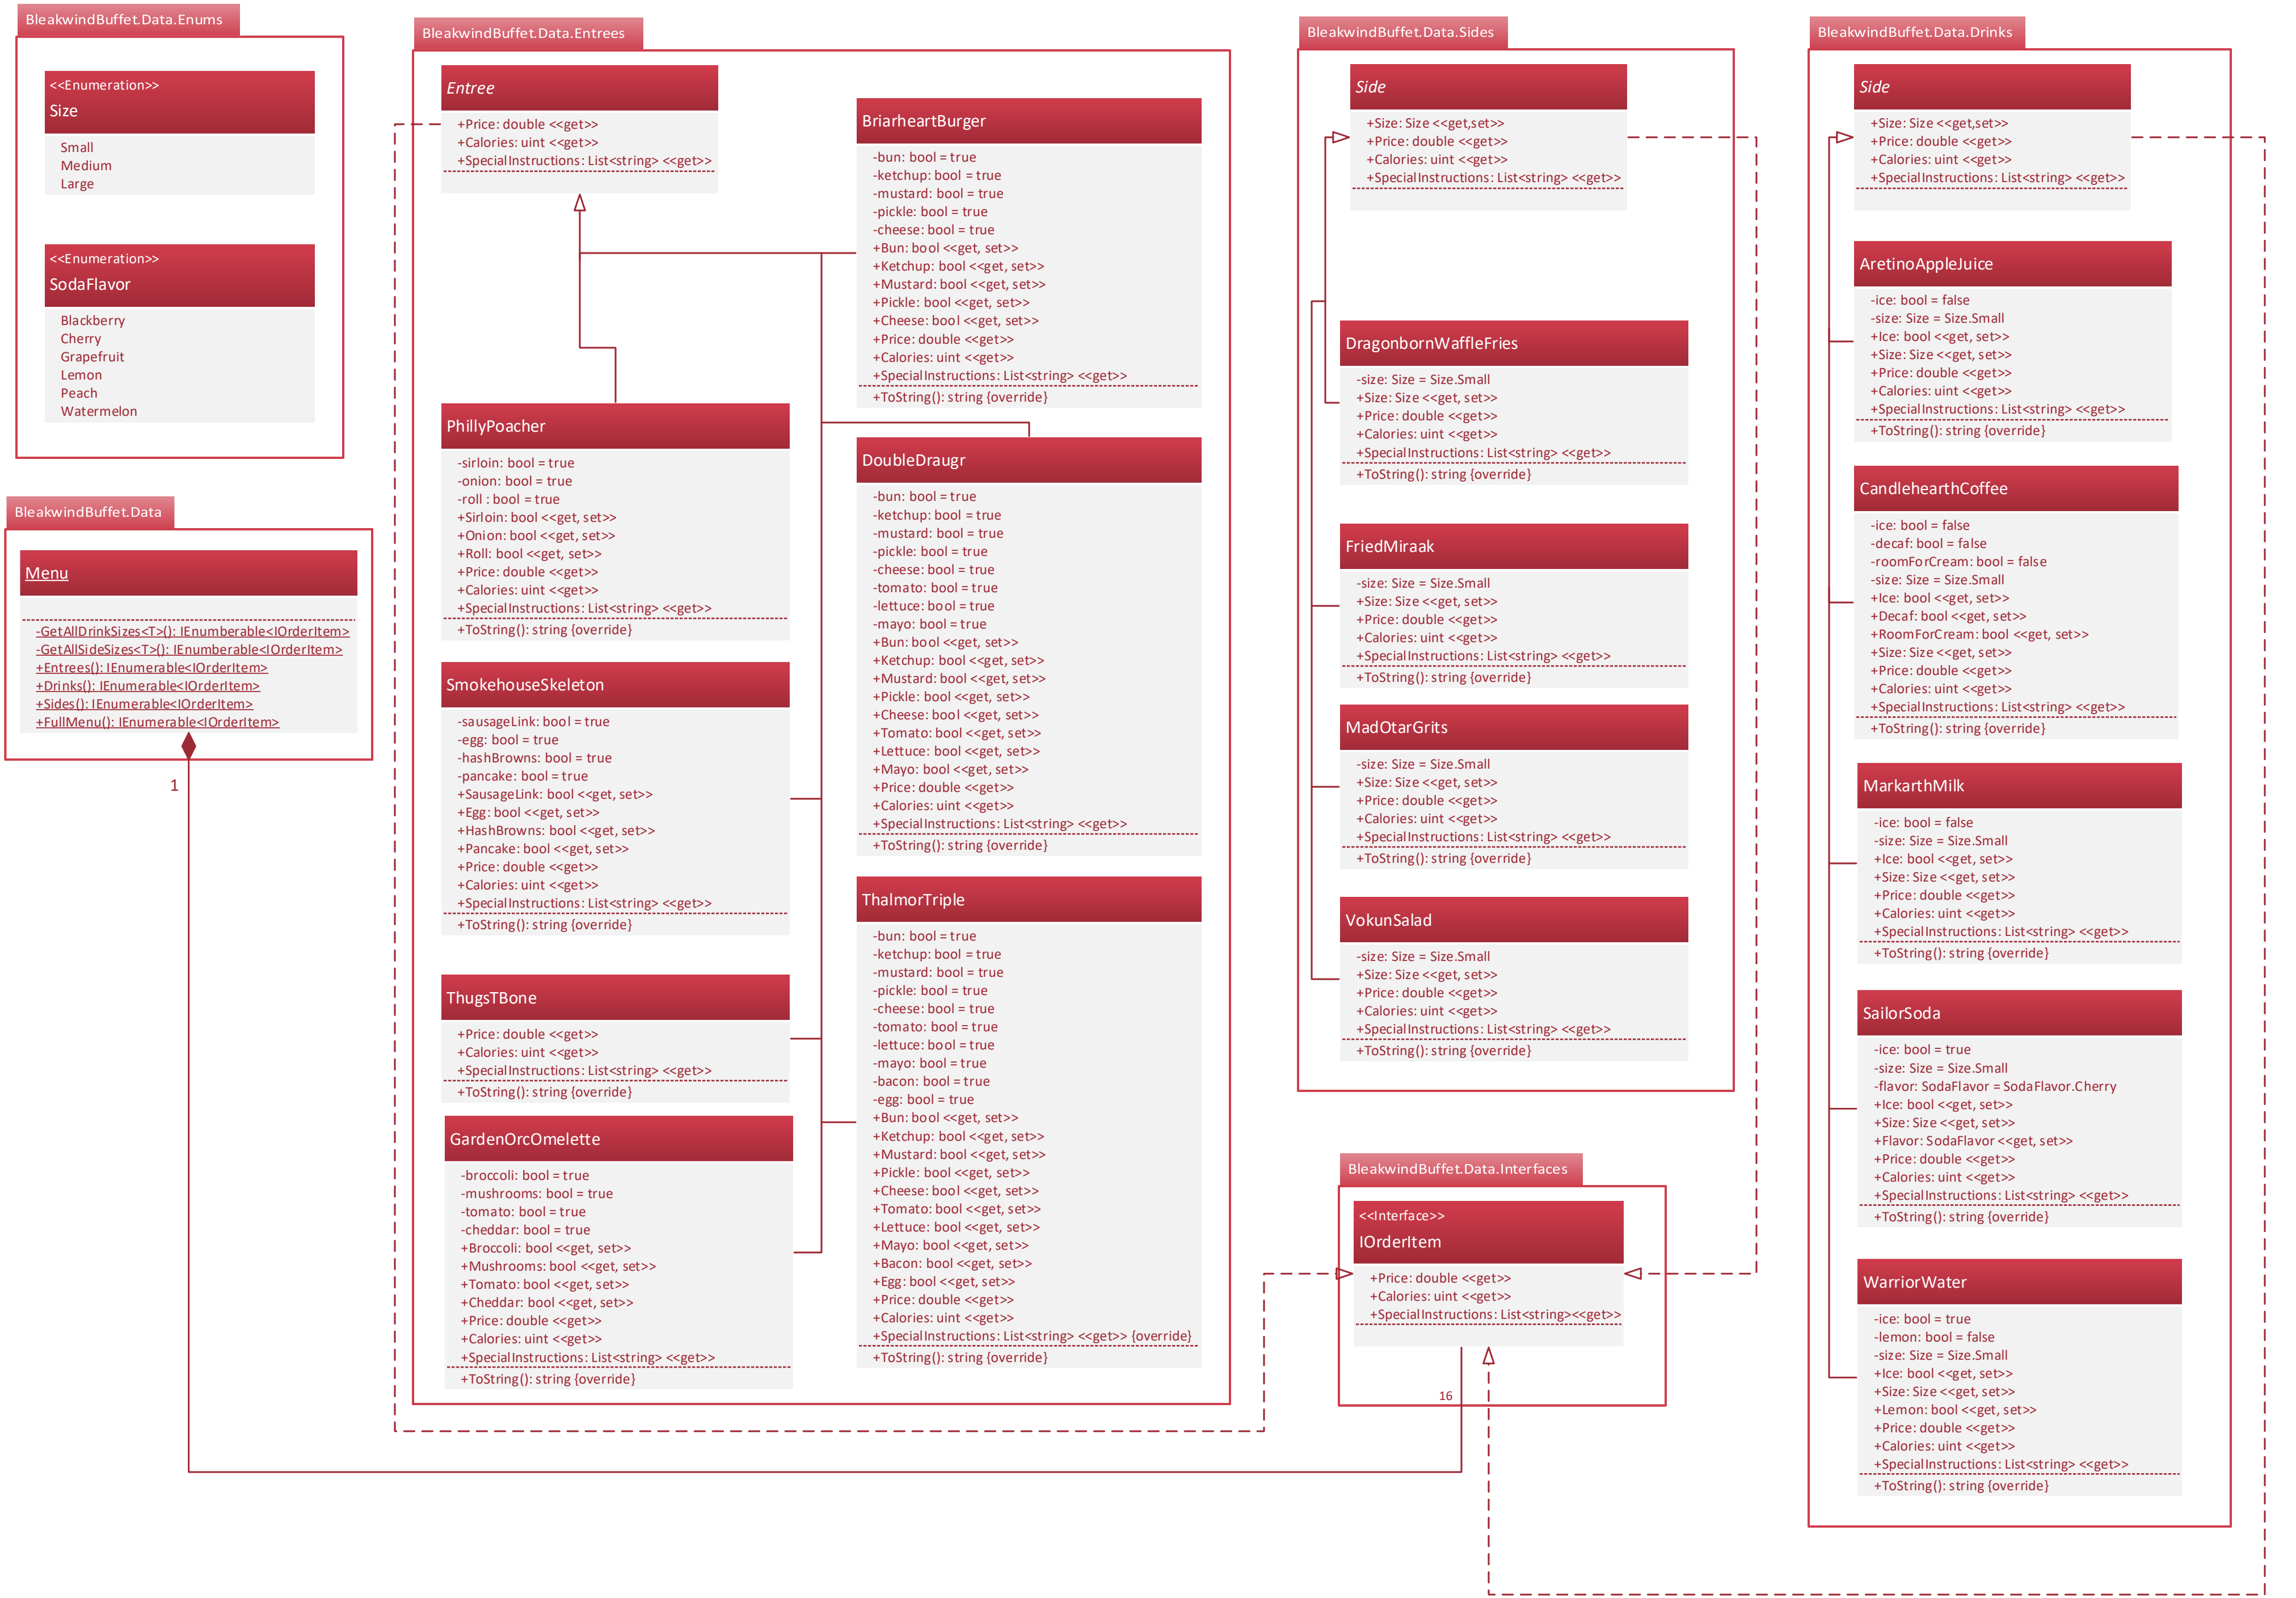 BleakwindBuffet.Data.Enums
<<Enumeration>>
Size
Small
Medium
Large
<<Enumeration>>
SodaFlavor
Blackberry
Cherry
Grapefruit
Lemon
Peach
Watermelon
BleakwindBuffet.Data
Menu
-GetAllDrinkSizes<T>(): IEnumberable<IOrderItem>
-GetAllSideSizes<T>(): IEnumberable<IOrderItem>
+Entrees(): IEnumerable<IOrderItem>
+Drinks(): IEnumerable<IOrderItem>
+Sides(): IEnumerable<IOrderItem>
+FullMenu(): IEnumerable<IOrderItem>
1
BleakwindBuffet.Data.Entrees
Entree
+Price: double <<get>>
+Calories: uint <<get>>
+SpecialInstructions: List<string> <<get>>
PhillyPoacher
-sirloin: bool = true
-onion: bool = true
-roll : bool = true
+Sirloin: bool <<get, set>>
+Onion: bool <<get, set>>
+Roll: bool <<get, set>>
+Price: double <<get>>
+Calories: uint <<get>>
+SpecialInstructions: List<string> <<get>>
+ToString(): string {override}
SmokehouseSkeleton
-sausageLink: bool = true
-egg: bool = true
-hashBrowns: bool = true
-pancake: bool = true
+SausageLink: bool <<get, set>>
+Egg: bool <<get, set>>
+HashBrowns: bool <<get, set>>
+Pancake: bool <<get, set>>
+Price: double <<get>>
+Calories: uint <<get>>
+SpecialInstructions: List<string> <<get>>
+ToString(): string {override}
ThugsTBone
+Price: double <<get>>
+Calories: uint <<get>>
+SpecialInstructions: List<string> <<get>>
+ToString(): string {override}
GardenOrcOmelette
-broccoli: bool = true
-mushrooms: bool = true
-tomato: bool = true
-cheddar: bool = true
+Broccoli: bool <<get, set>>
+Mushrooms: bool <<get, set>>
+Tomato: bool <<get, set>>
+Cheddar: bool <<get, set>>
+Price: double <<get>>
+Calories: uint <<get>>
+SpecialInstructions: List<string> <<get>>
+ToString(): string {override}
BriarheartBurger
-bun: bool = true
-ketchup: bool = true
-mustard: bool = true
-pickle: bool = true
-cheese: bool = true
+Bun: bool <<get, set>>
+Ketchup: bool <<get, set>>
+Mustard: bool <<get, set>>
+Pickle: bool <<get, set>>
+Cheese: bool <<get, set>>
+Price: double <<get>>
+Calories: uint <<get>>
+SpecialInstructions: List<string> <<get>>
+ToString(): string {override}
DoubleDraugr
-bun: bool = true
-ketchup: bool = true
-mustard: bool = true
-pickle: bool = true
-cheese: bool = true
-tomato: bool = true
-lettuce: bool = true
-mayo: bool = true
+Bun: bool <<get, set>>
+Ketchup: bool <<get, set>>
+Mustard: bool <<get, set>>
+Pickle: bool <<get, set>>
+Cheese: bool <<get, set>>
+Tomato: bool <<get, set>>
+Lettuce: bool <<get, set>>
+Mayo: bool <<get, set>>
+Price: double <<get>>
+Calories: uint <<get>>
+SpecialInstructions: List<string> <<get>>
+ToString(): string {override}
ThalmorTriple
-bun: bool = true
-ketchup: bool = true
-mustard: bool = true
-pickle: bool = true
-cheese: bool = true
-tomato: bool = true
-lettuce: bool = true
-mayo: bool = true
-bacon: bool = true
-egg: bool = true
+Bun: bool <<get, set>>
+Ketchup: bool <<get, set>>
+Mustard: bool <<get, set>>
+Pickle: bool <<get, set>>
+Cheese: bool <<get, set>>
+Tomato: bool <<get, set>>
+Lettuce: bool <<get, set>>
+Mayo: bool <<get, set>>
+Bacon: bool <<get, set>>
+Egg: bool <<get, set>>
+Price: double <<get>>
+Calories: uint <<get>>
+SpecialInstructions: List<string> <<get>> {override}
+ToString(): string {override}
BleakwindBuffet.Data.Sides
Side
+Size: Size <<get,set>>
+Price: double <<get>>
+Calories: uint <<get>>
+SpecialInstructions: List<string> <<get>>
DragonbornWaffleFries
-size: Size = Size.Small
+Size: Size <<get, set>>
+Price: double <<get>>
+Calories: uint <<get>>
+SpecialInstructions: List<string> <<get>>
+ToString(): string {override}
FriedMiraak
-size: Size = Size.Small
+Size: Size <<get, set>>
+Price: double <<get>>
+Calories: uint <<get>>
+SpecialInstructions: List<string> <<get>>
+ToString(): string {override}
MadOtarGrits
-size: Size = Size.Small
+Size: Size <<get, set>>
+Price: double <<get>>
+Calories: uint <<get>>
+SpecialInstructions: List<string> <<get>>
+ToString(): string {override}
VokunSalad
-size: Size = Size.Small
+Size: Size <<get, set>>
+Price: double <<get>>
+Calories: uint <<get>>
+SpecialInstructions: List<string> <<get>>
+ToString(): string {override}
BleakwindBuffet.Data.Interfaces
<<Interface>>
IOrderItem
+Price: double <<get>>
+Calories: uint <<get>>
+SpecialInstructions: List<string><<get>>
16
BleakwindBuffet.Data.Drinks
Side
+Size: Size <<get,set>>
+Price: double <<get>>
+Calories: uint <<get>>
+SpecialInstructions: List<string> <<get>>
AretinoAppleJuice
-ice: bool = false
-size: Size = Size.Small
+Ice: bool <<get, set>>
+Size: Size <<get, set>>
+Price: double <<get>>
+Calories: uint <<get>>
+SpecialInstructions: List<string> <<get>>
+ToString(): string {override}
CandlehearthCoffee
-ice: bool = false
-decaf: bool = false
-roomForCream: bool = false
-size: Size = Size.Small
+Ice: bool <<get, set>>
+Decaf: bool <<get, set>>
+RoomForCream: bool <<get, set>>
+Size: Size <<get, set>>
+Price: double <<get>>
+Calories: uint <<get>>
+SpecialInstructions: List<string> <<get>>
+ToString(): string {override}
MarkarthMilk
-ice: bool = false
-size: Size = Size.Small
+Ice: bool <<get, set>>
+Size: Size <<get, set>>
+Price: double <<get>>
+Calories: uint <<get>>
+SpecialInstructions: List<string> <<get>>
+ToString(): string {override}
SailorSoda
-ice: bool = true
-size: Size = Size.Small
-flavor: SodaFlavor = SodaFlavor.Cherry
+Ice: bool <<get, set>>
+Size: Size <<get, set>>
+Flavor: SodaFlavor <<get, set>>
+Price: double <<get>>
+Calories: uint <<get>>
+SpecialInstructions: List<string> <<get>>
+ToString(): string {override}
WarriorWater
-ice: bool = true
-lemon: bool = false
-size: Size = Size.Small
+Ice: bool <<get, set>>
+Size: Size <<get, set>>
+Lemon: bool <<get, set>>
+Price: double <<get>>
+Calories: uint <<get>>
+SpecialInstructions: List<string> <<get>>
+ToString(): string {override}